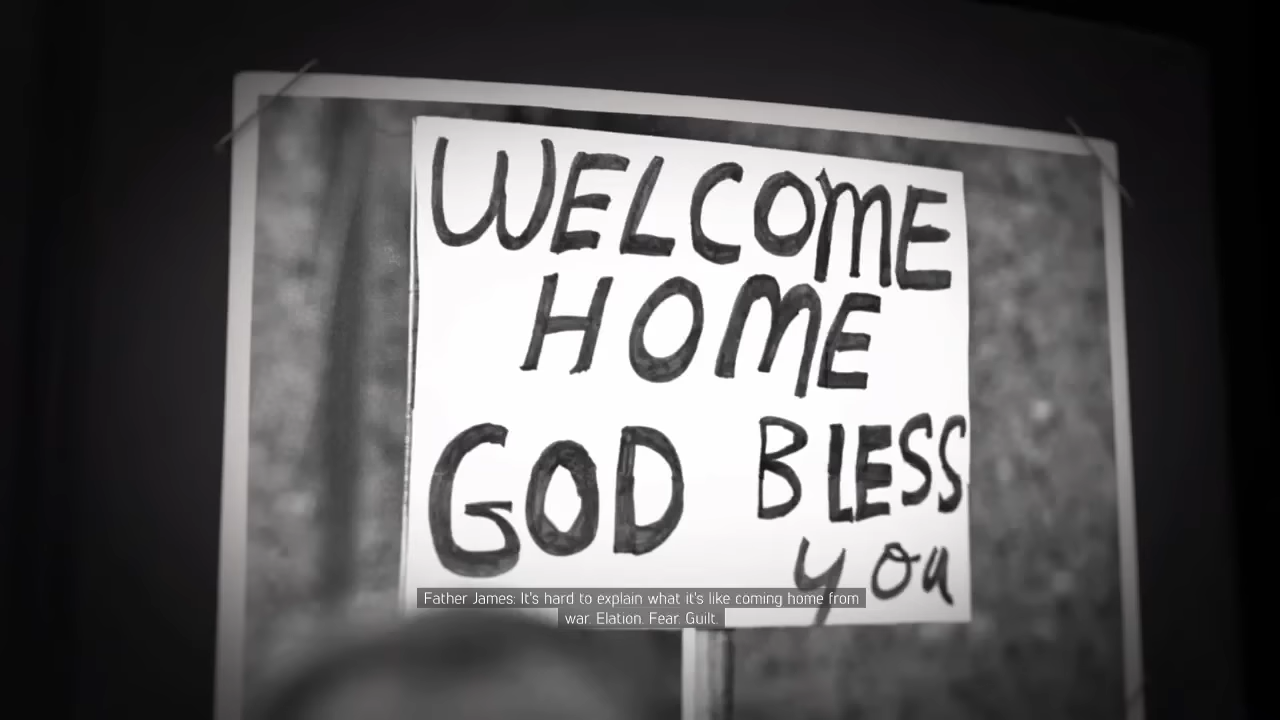 WELCOME
HOME
GOD BLESS
you
Father James: It's hard to explain what it's like coming home from
war. Elation. Fear. Guilt.